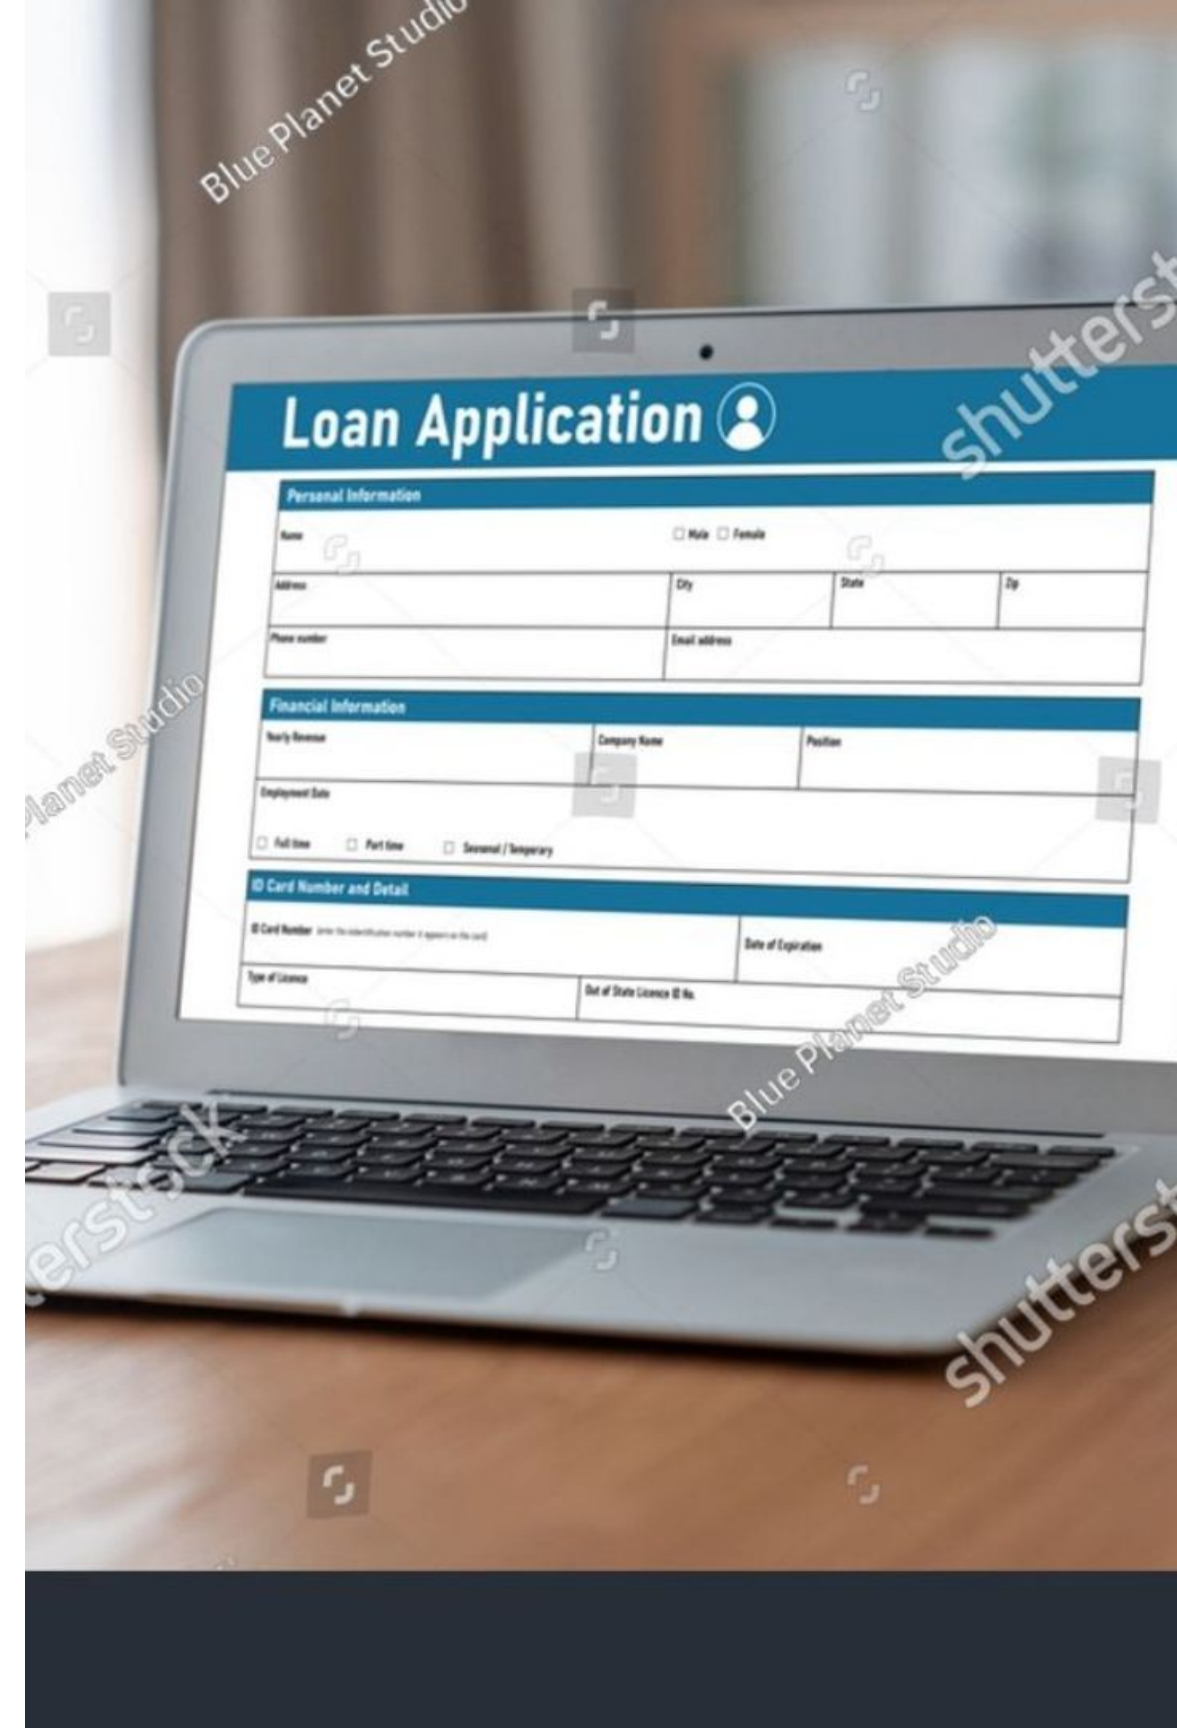 Blue Planet Studio
shutterst
Loan Application
Personal Information
Name
Male Female
Address
City
State
Zip
Phone number
Email address
Planet Studio
Financial Information
Yearly Revenue
Company Name
Position
Employment Date
Full time Part time Seasonal / Temporary
ID Card Number and Detail
ID Card Number
Date of Expiration
Type of Licence
Out of State Licence ID No.
Blue Planet Studio
erstock
shutterst